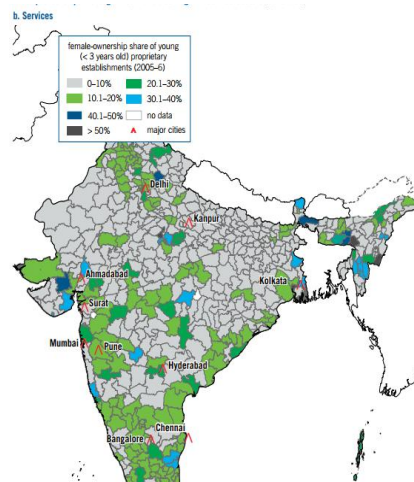 b. Services
female-ownership share of young
(< 3 years old) proprietary
establishments (2005–6)
0–10% 20.1–30%
10.1–20% 30.1–40%
40.1–50% no data
> 50% major cities
Delhi
Kanpur
Ahmadabad
Kolkata
Surat
Mumbai
Pune
Hyderabad
Chennai
Bangalore